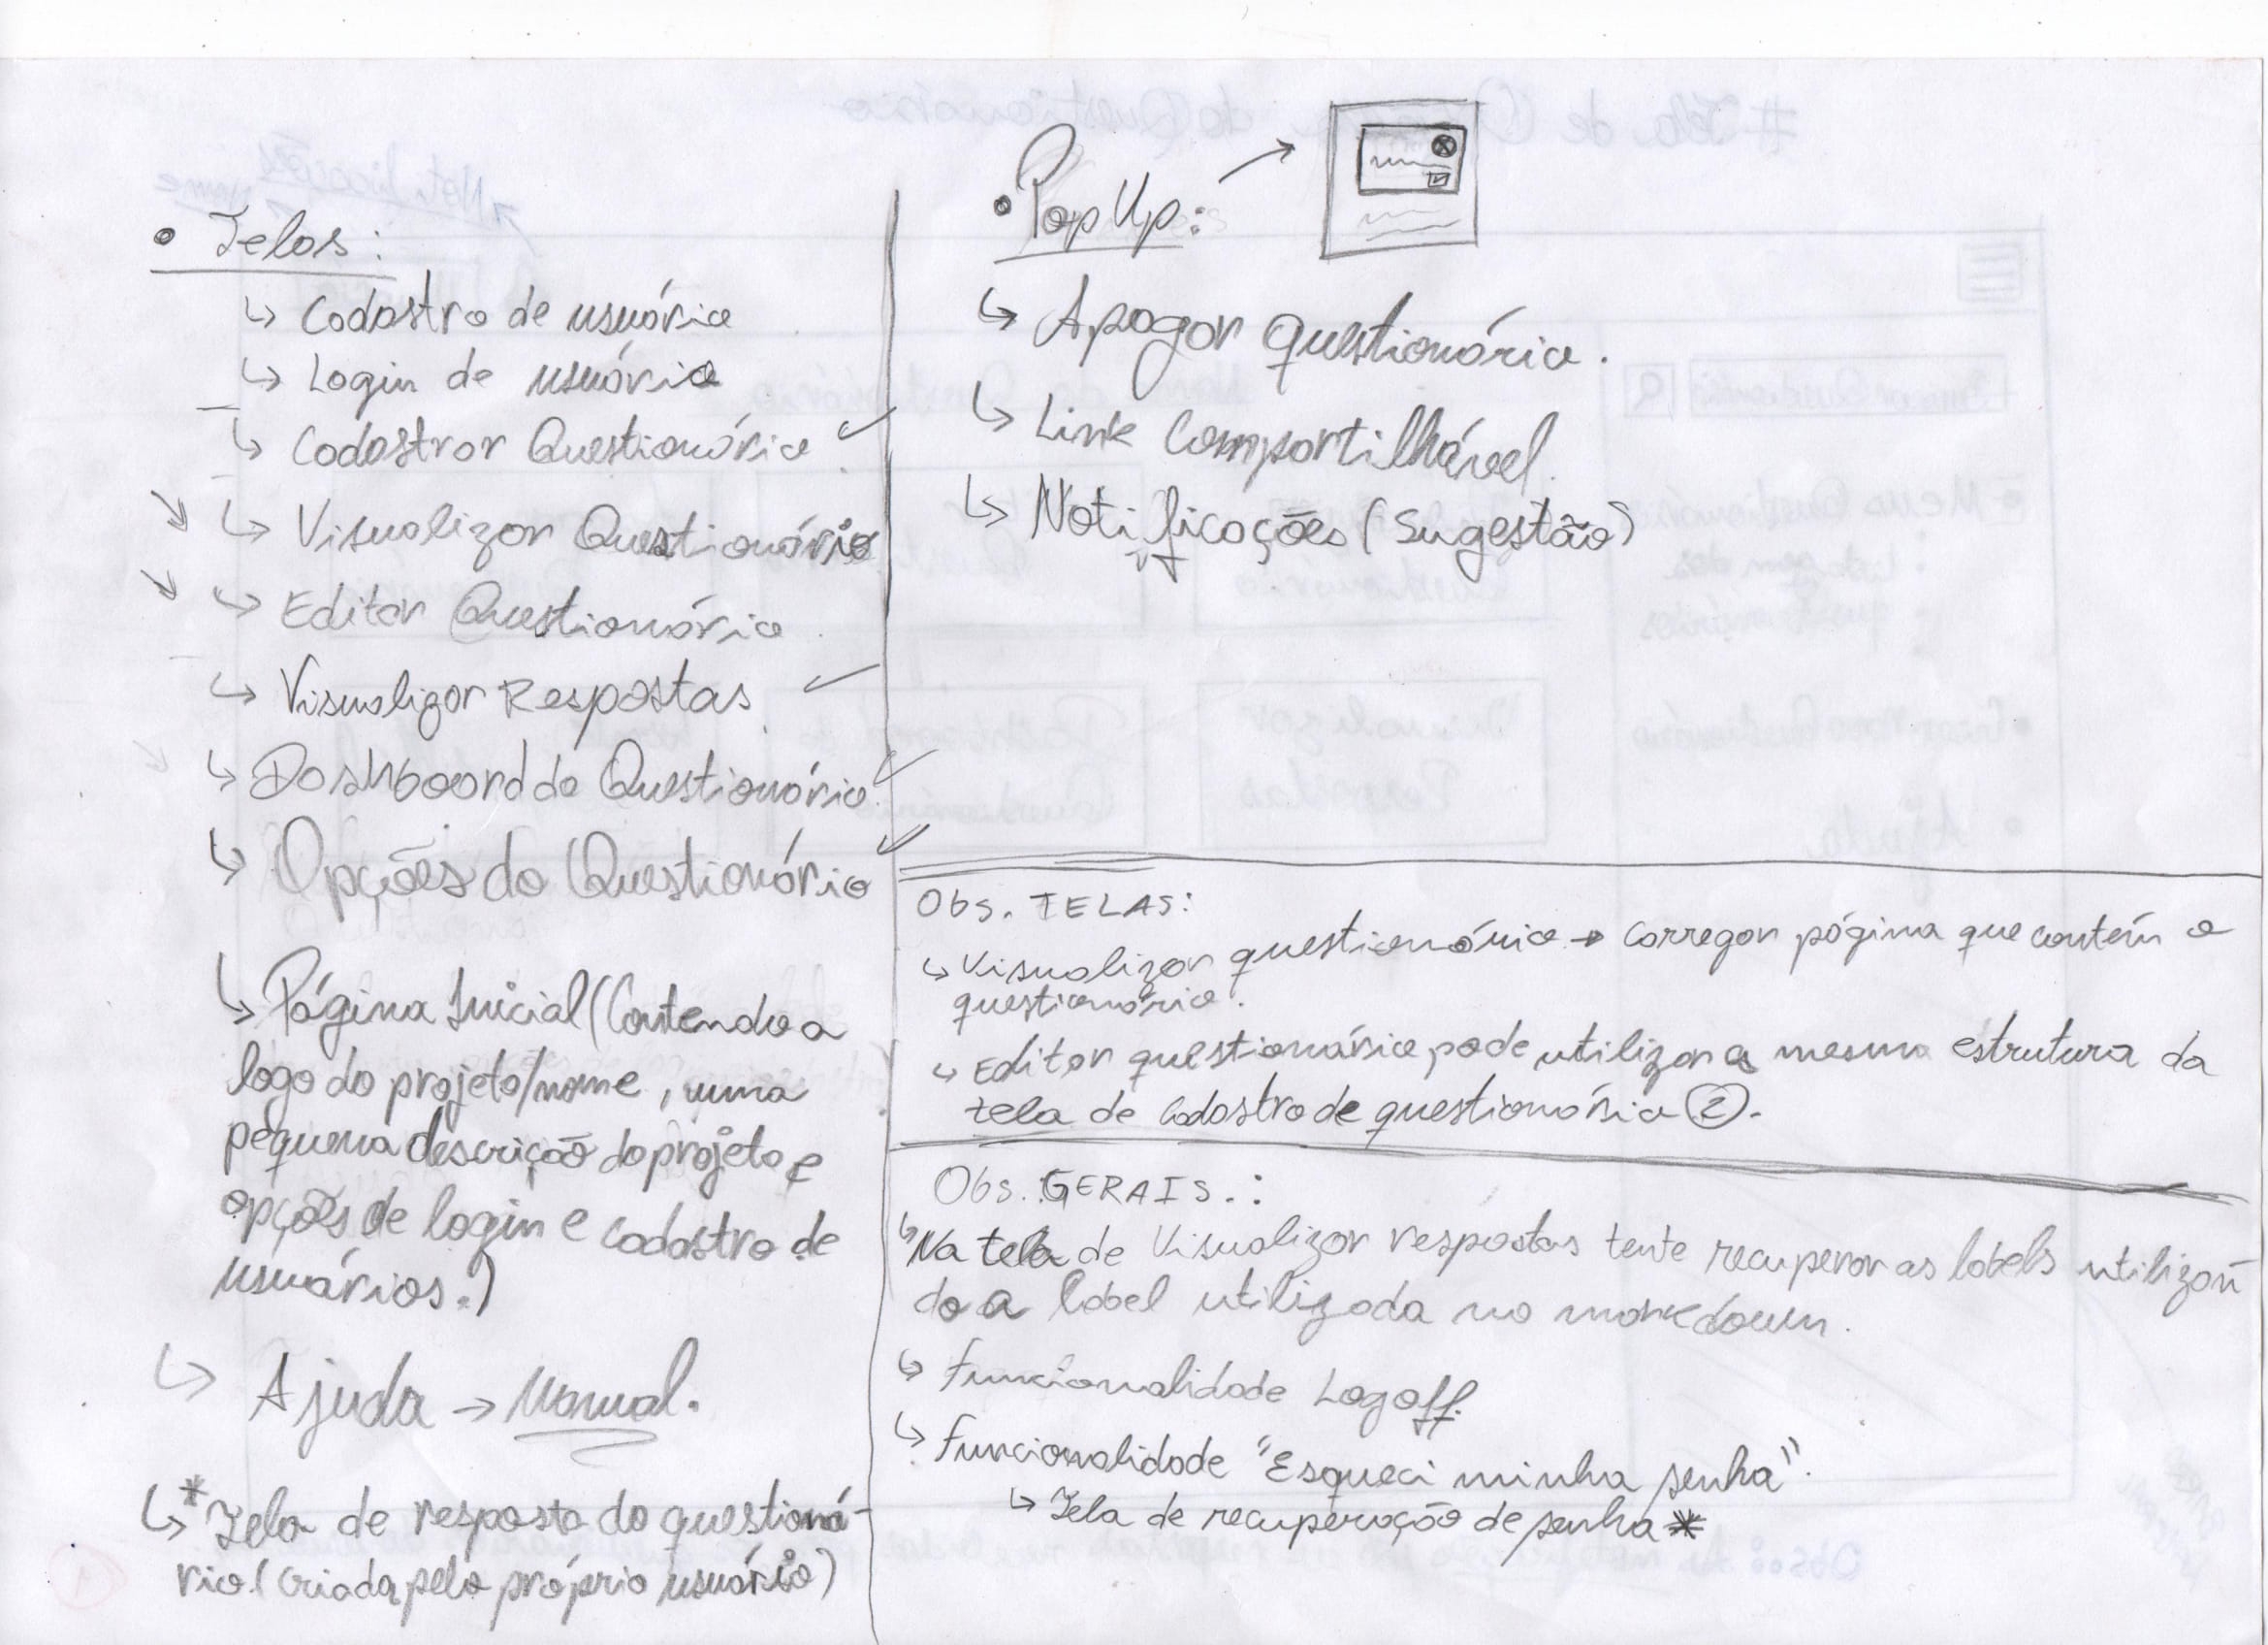 • Telas:
↳ Cadastro de usuário
↳ Login de usuário
↳ Cadastrar Questionário
↳ Visualizar Questionário
↳ Editar Questionário
↳ Visualizar Respostas
↳ Dashboard do Questionário
↳ Opções do Questionário
↳ Página Inicial (Contendo a
logo do projeto/nome, uma
pequena descrição do projeto e
opções de login e cadastro de
usuários.)
↳ Ajuda → Manual.
↳ * Tela de resposta do questioná-
rio. (criada pelo próprio usuário)
• Pop Up:
↳ Apagar questionário.
↳ Link Compartilhável.
↳ Notificações (Sugestão)
Obs. TELAS:
↳ Visualizar questionário → carregar página que contém o
questionário.
↳ Editar questionário pode utilizar a mesma estrutura da
tela de cadastro de questionário ②.
Obs. GERAIS.:
↳ Na tela de Visualizar respostas tente recuperar as labels utilizan
do a label utilizada no markdown.
↳ Funcionalidade Logoff.
↳ Funcionalidade "Esqueci minha senha".
↳ Tela de recuperação de senha *